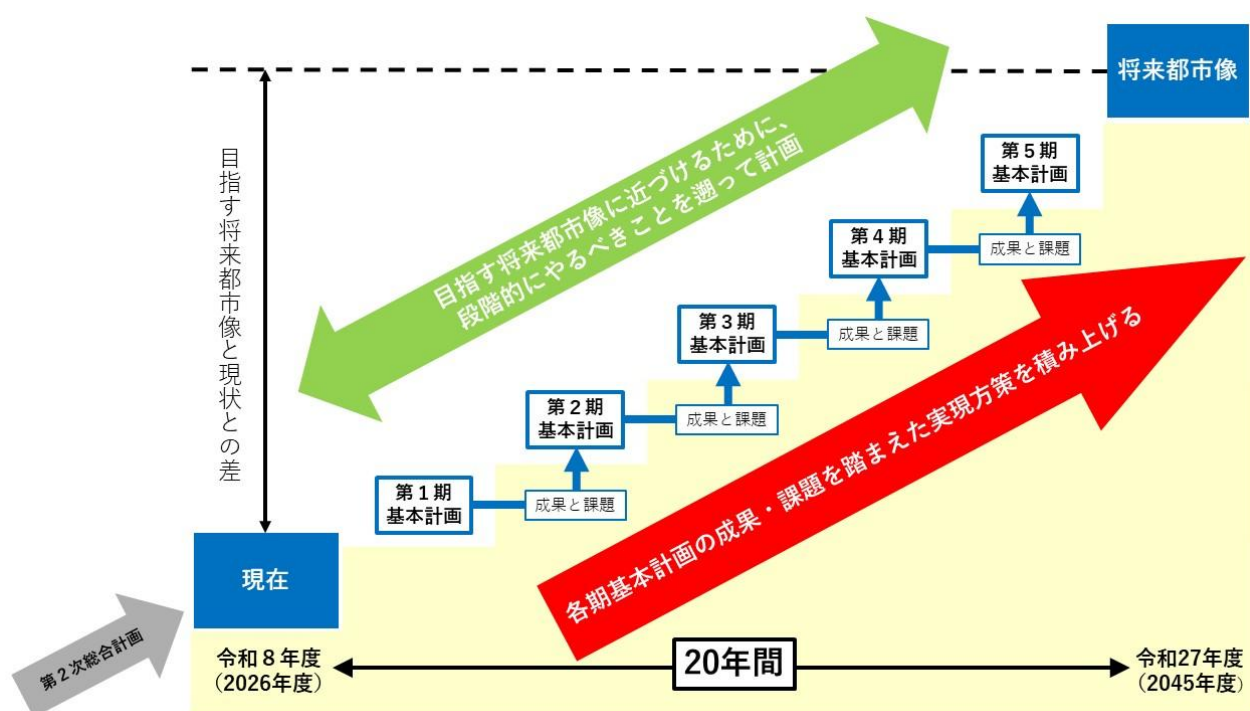 将来都市像
目指す将来都市像と現状との差
目指す将来都市像に近づけるために、
段階的にやるべきことを遡って計画
第５期
基本計画
成果と課題
第４期
基本計画
成果と課題
第３期
基本計画
成果と課題
第２期
基本計画
成果と課題
第１期
基本計画
各期基本計画の成果・課題を踏まえた実現方策を積み上げる
現在
第２次総合計画
令和８年度
（2026年度）
20年間
令和27年度
（2045年度）